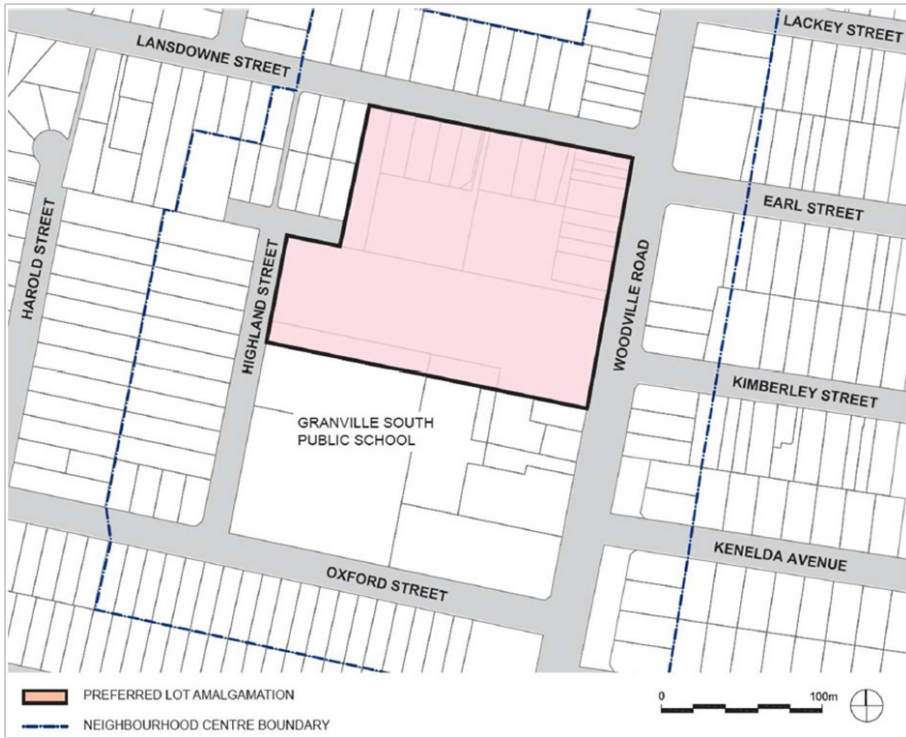 LACKEY STREET
LANSDOWNE STREET
EARL STREET
HAROLD STREET
HIGHLAND STREET
WOODVILLE ROAD
KIMBERLEY STREET
GRANVILLE SOUTH
PUBLIC SCHOOL
KENELDA AVENUE
OXFORD STREET
PREFERRED LOT AMALGAMATION
NEIGHBOURHOOD CENTRE BOUNDARY
0 100m